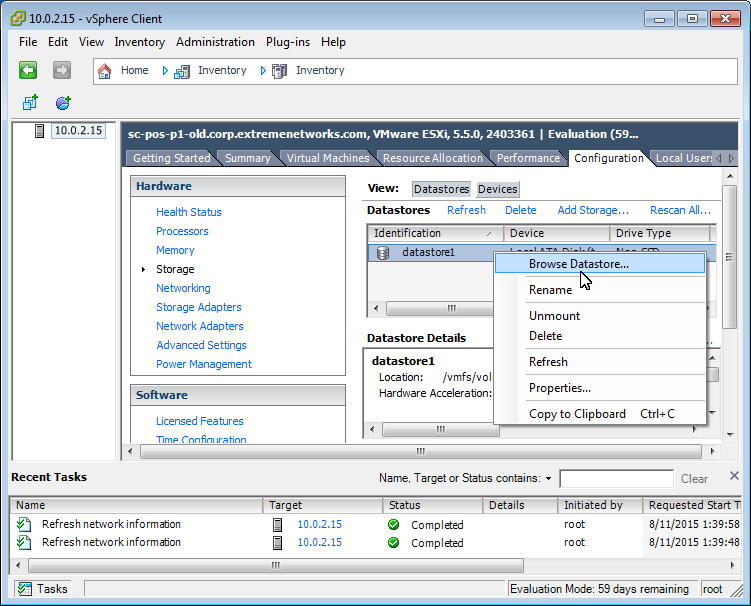 10.0.2.15 - vSphere Client
File Edit View Inventory Administration Plug-ins Help
Home Inventory Inventory
10.0.2.15
sc-pos-p1-old.corp.extremenetworks.com, VMware ESXi, 5.5.0, 2403361 | Evaluation (59...
Getting Started Summary Virtual Machines Resource Allocation Performance Configuration Local Users
Hardware
Health Status
Processors
Memory
Storage
Networking
Storage Adapters
Network Adapters
Advanced Settings
Power Management
Software
Licensed Features
Time Configuration
View: Datastores Devices
Datastores Refresh Delete Add Storage... Rescan All...
Identification Device Drive Type
datastore1 Local ATA Disk (t... Non-SSD
Browse Datastore...
Rename
Unmount
Delete
Refresh
Properties...
Copy to Clipboard Ctrl+C
Datastore Details
datastore1
Location: /vmfs/vol
Hardware Acceleration:
Recent Tasks
Name, Target or Status contains: Clear
Name Target Status Details Initiated by Requested Start T
Refresh network information 10.0.2.15 Completed root 8/11/2015 1:39:58
Refresh network information 10.0.2.15 Completed root 8/11/2015 1:39:48
Tasks Evaluation Mode: 59 days remaining root